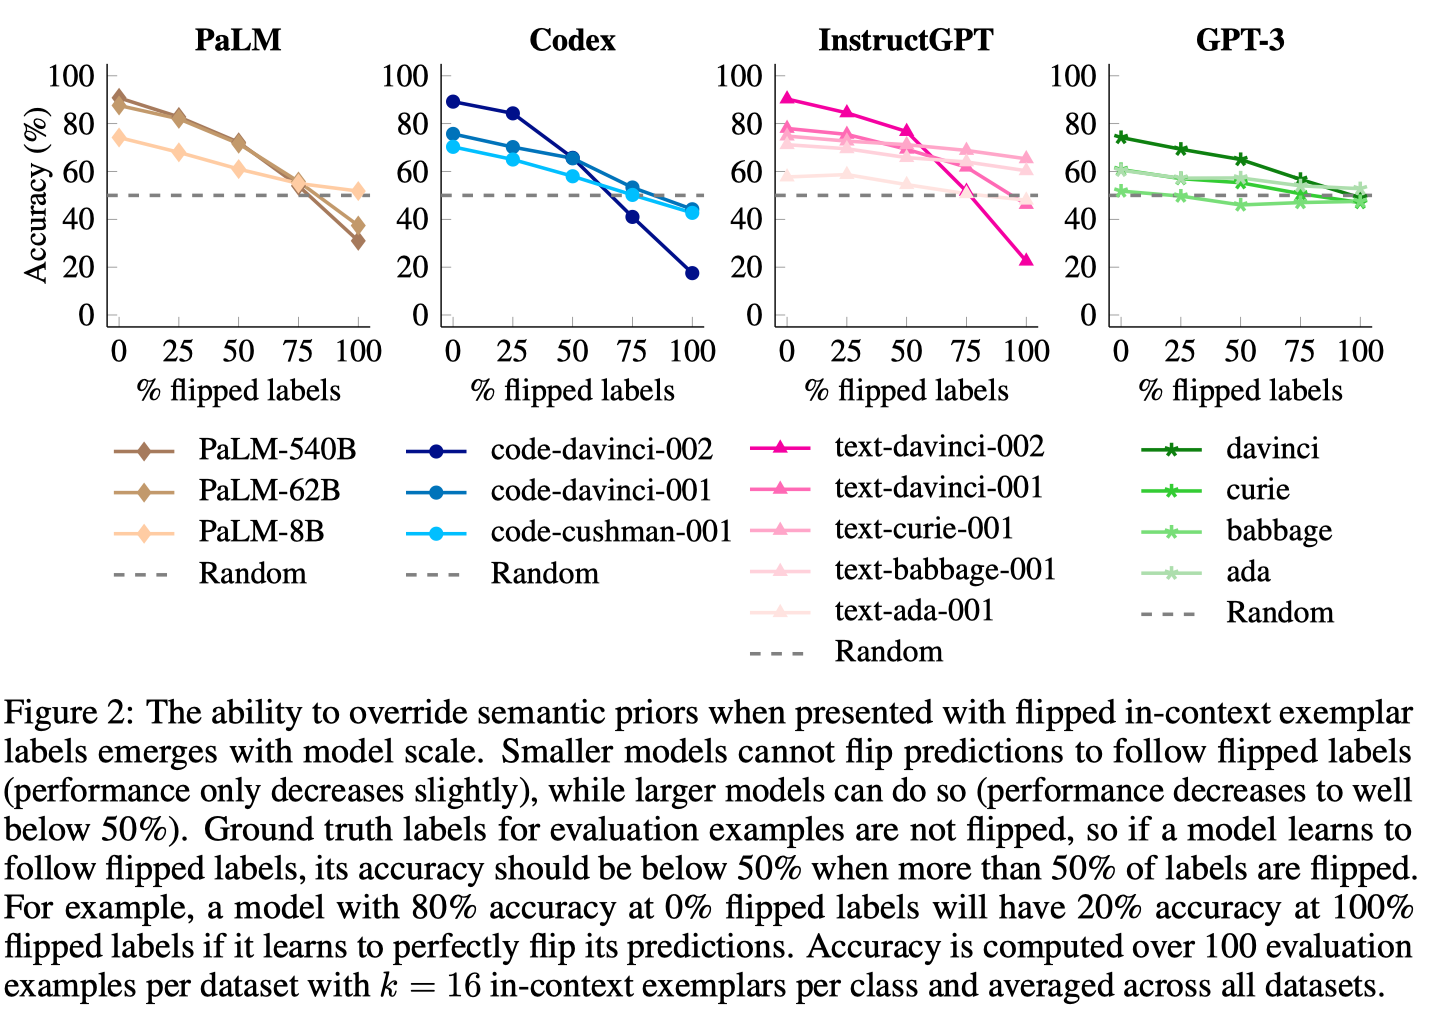 PaLM
Codex
InstructGPT
GPT-3
Accuracy (%)
100
80
60
40
20
0
0 25 50 75 100
% flipped labels
100
80
60
40
20
0
0 25 50 75 100
% flipped labels
100
80
60
40
20
0
0 25 50 75 100
% flipped labels
100
80
60
40
20
0
0 25 50 75 100
% flipped labels
PaLM-540B
PaLM-62B
PaLM-8B
Random
code-davinci-002
code-davinci-001
code-cushman-001
Random
text-davinci-002
text-davinci-001
text-curie-001
text-babbage-001
text-ada-001
Random
davinci
curie
babbage
ada
Random
Figure 2: The ability to override semantic priors when presented with flipped in-context exemplar
labels emerges with model scale. Smaller models cannot flip predictions to follow flipped labels
(performance only decreases slightly), while larger models can do so (performance decreases to well
below 50%). Ground truth labels for evaluation examples are not flipped, so if a model learns to
follow flipped labels, its accuracy should be below 50% when more than 50% of labels are flipped.
For example, a model with 80% accuracy at 0% flipped labels will have 20% accuracy at 100%
flipped labels if it learns to perfectly flip its predictions. Accuracy is computed over 100 evaluation
examples per dataset with k = 16 in-context exemplars per class and averaged across all datasets.